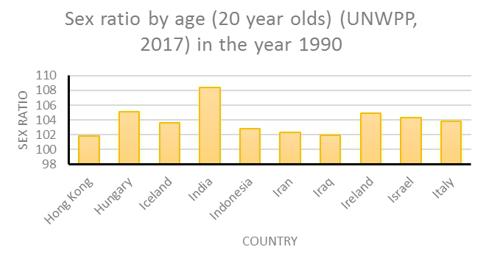 Sex ratio by age (20 year olds) (UNWPP,
2017) in the year 1990
110
108
106
104
102
100
98
SEX RATIO
Hong Kong
Hungary
Iceland
India
Indonesia
Iran
Iraq
Ireland
Israel
Italy
COUNTRY